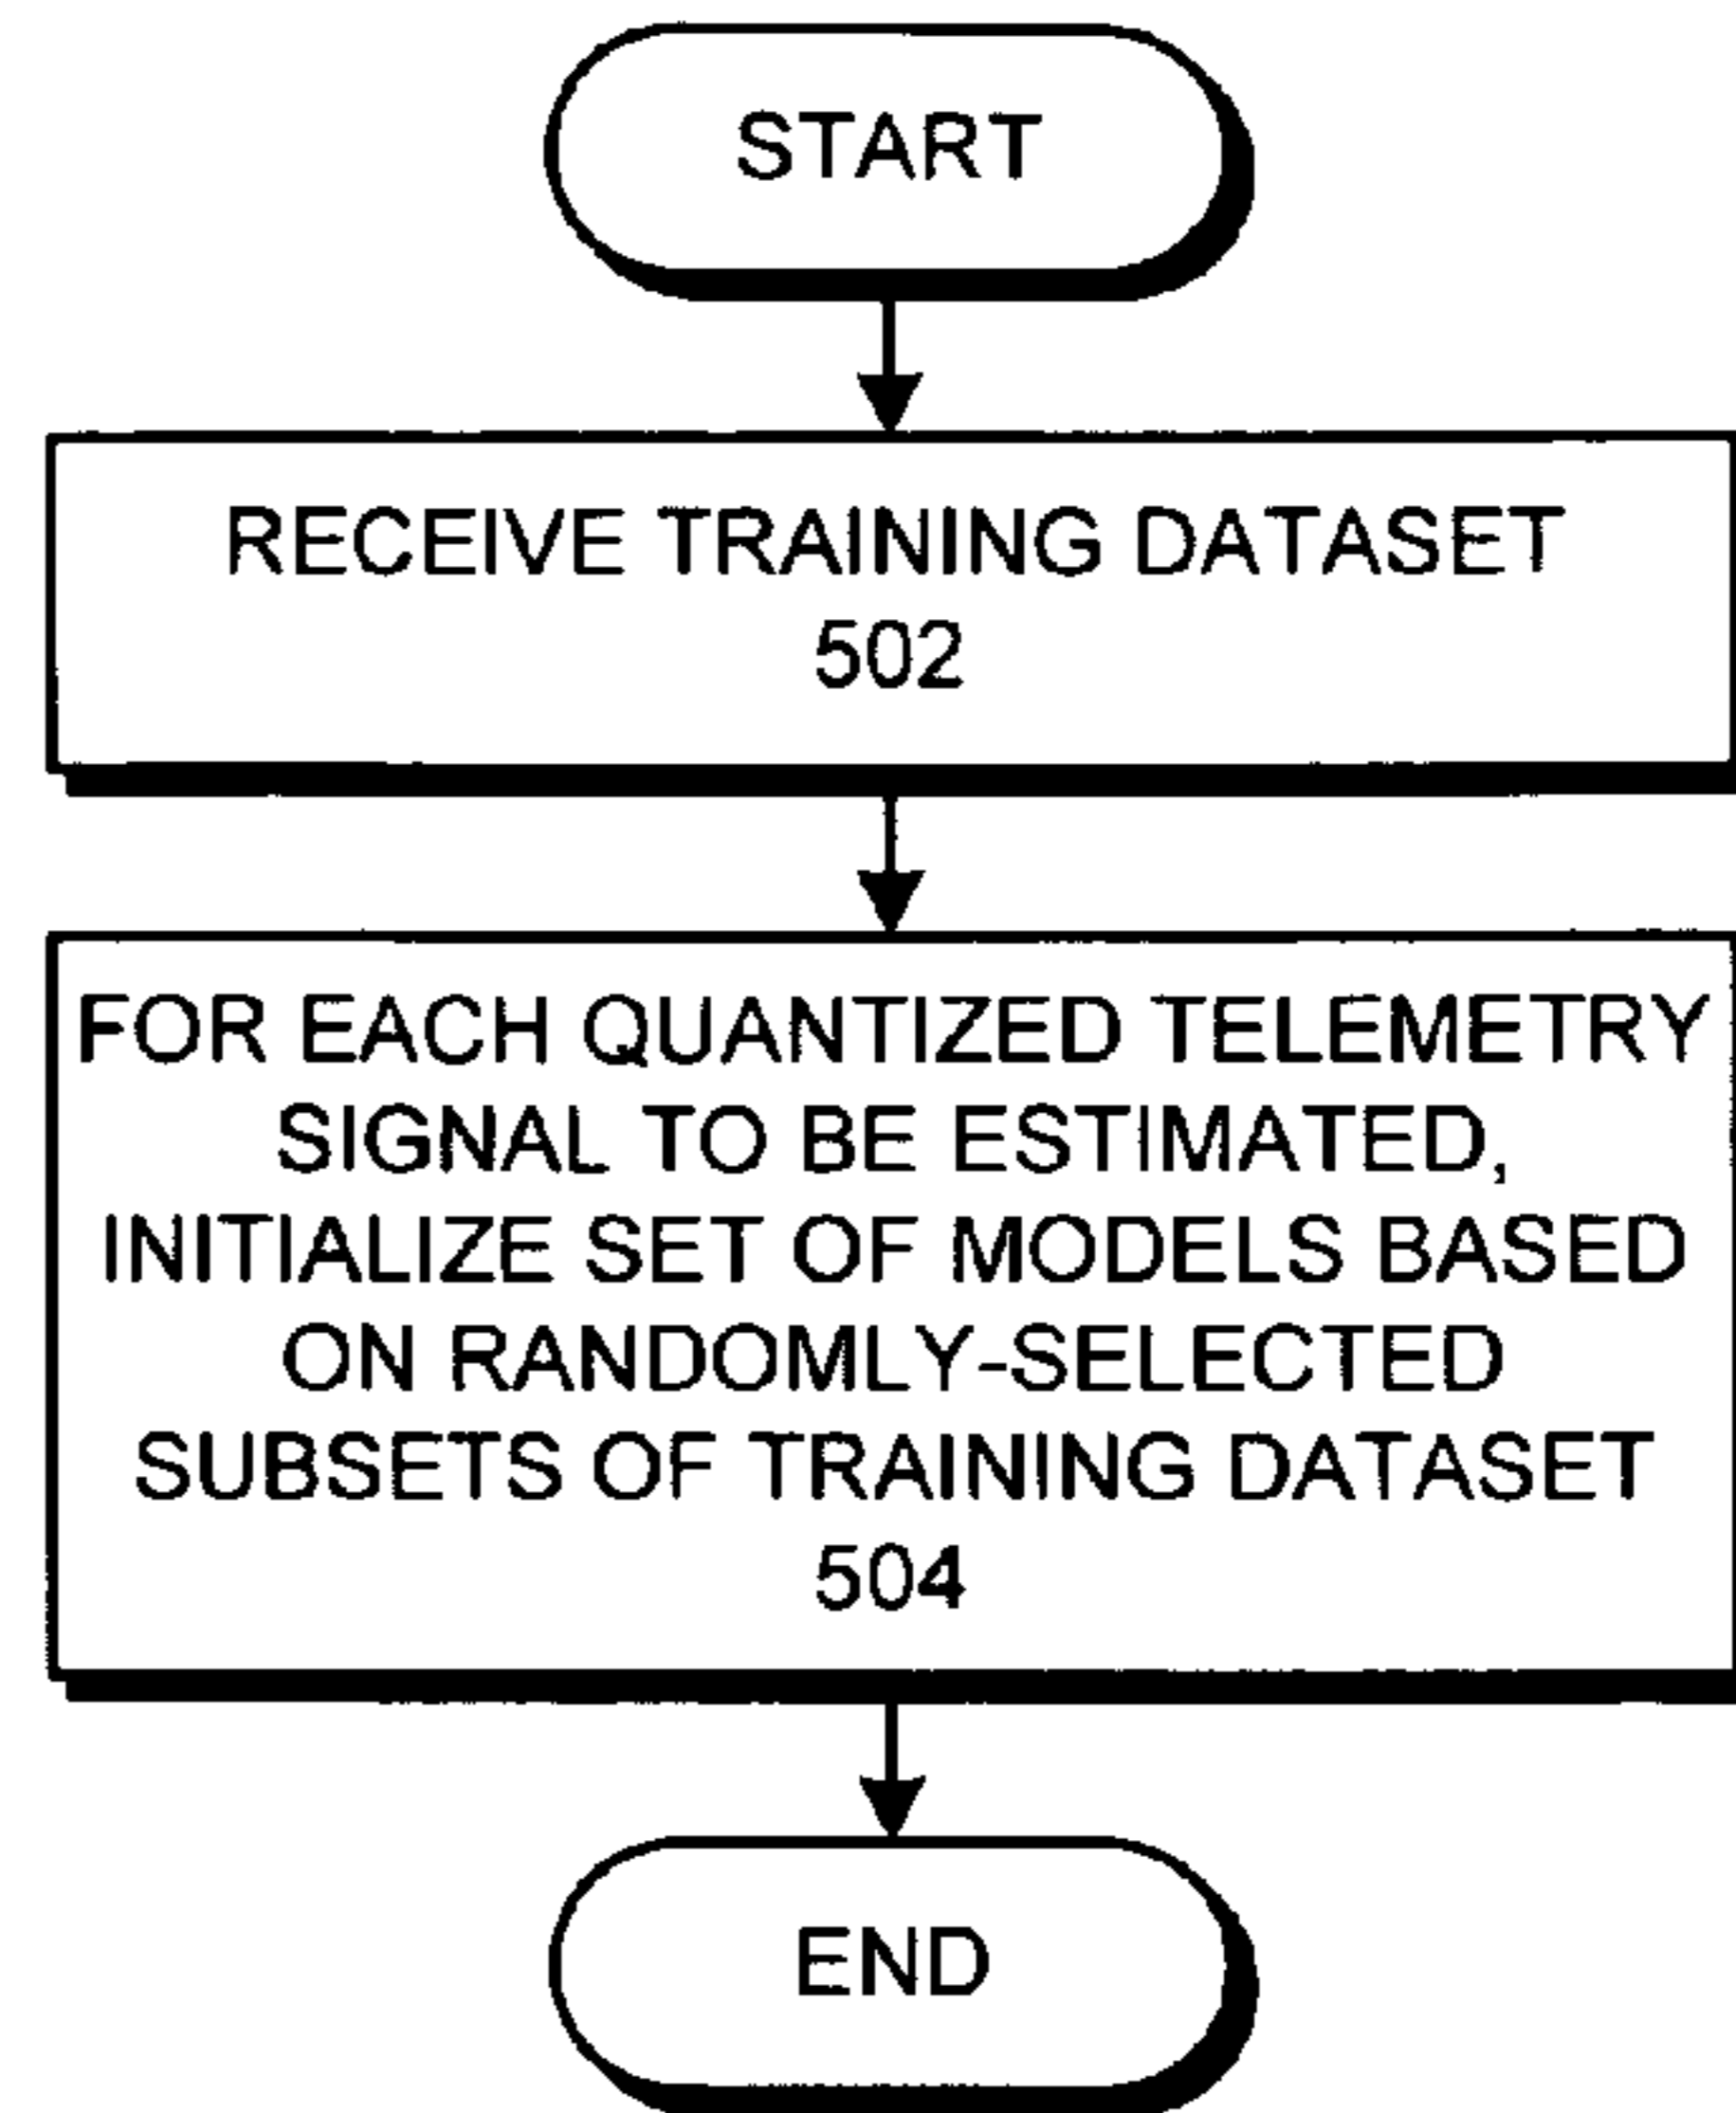 START
RECEIVE TRAINING DATASET
502
FOR EACH QUANTIZED TELEMETRY
SIGNAL TO BE ESTIMATED,
INITIALIZE SET OF MODELS BASED
ON RANDOMLY-SELECTED
SUBSETS OF TRAINING DATASET
504
END